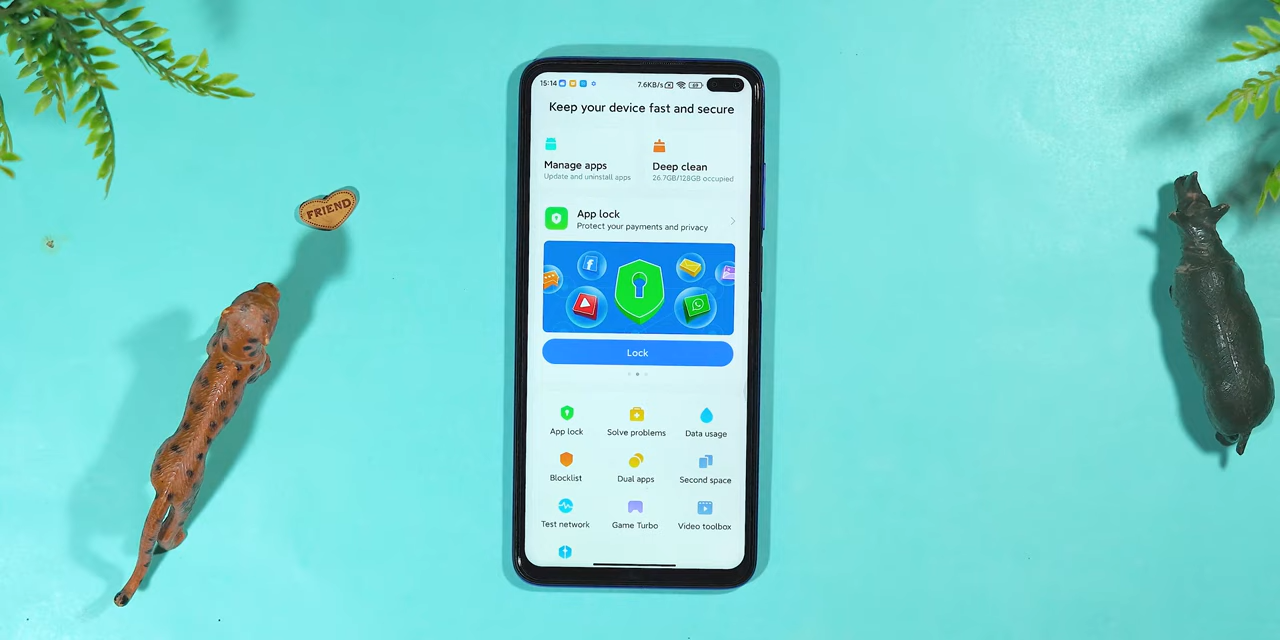 15:14 7.6KB/s 69
Keep your device fast and secure
Manage apps
Update and uninstall apps
Deep clean
26.7GB/128GB occupied
App lock
Protect your payments and privacy
Lock
App lock
Solve problems
Data usage
Blocklist
Dual apps
Second space
Test network
Game Turbo
Video toolbox
FRIEND